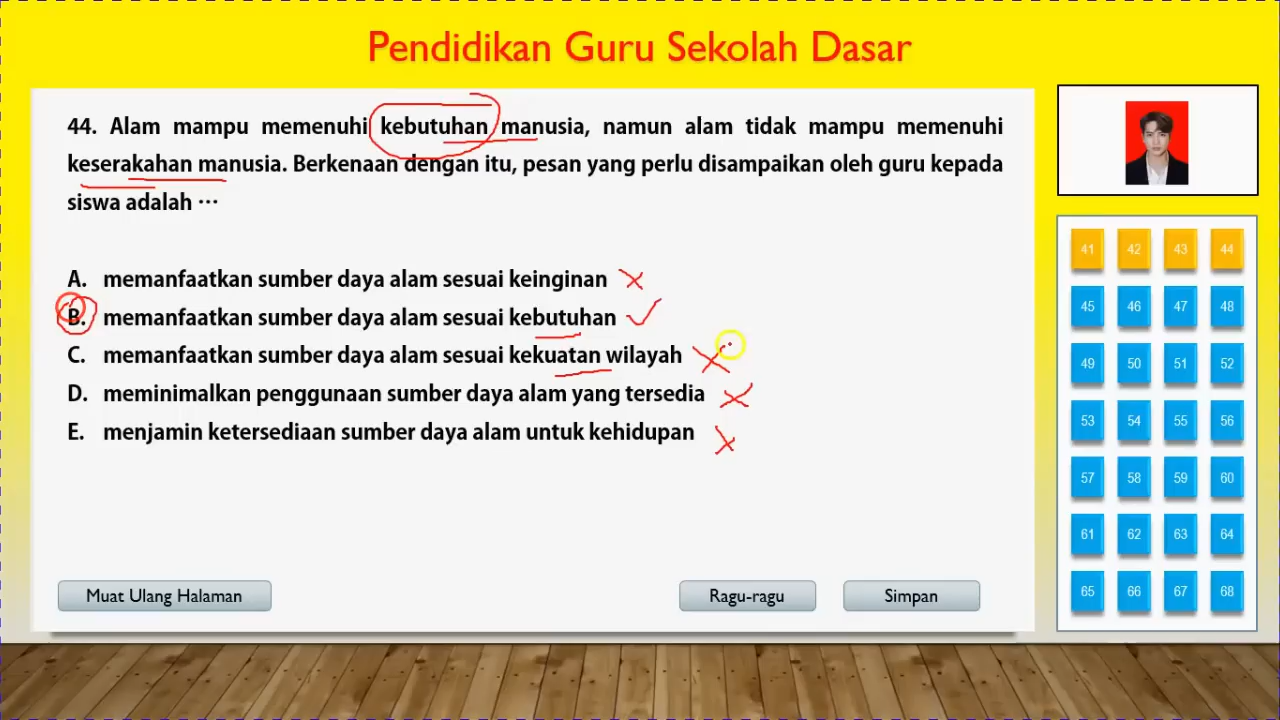 Pendidikan Guru Sekolah Dasar
44. Alam mampu memenuhi kebutuhan manusia, namun alam tidak mampu memenuhi
keserakahan manusia. Berkenaan dengan itu, pesan yang perlu disampaikan oleh guru kepada
siswa adalah ⋯
A. memanfaatkan sumber daya alam sesuai keinginan
B. memanfaatkan sumber daya alam sesuai kebutuhan
C. memanfaatkan sumber daya alam sesuai kekuatan wilayah
D. meminimalkan penggunaan sumber daya alam yang tersedia
E. menjamin ketersediaan sumber daya alam untuk kehidupan
Muat Ulang Halaman
Ragu-ragu
Simpan
41 42 43 44
45 46 47 48
49 50 51 52
53 54 55 56
57 58 59 60
61 62 63 64
65 66 67 68